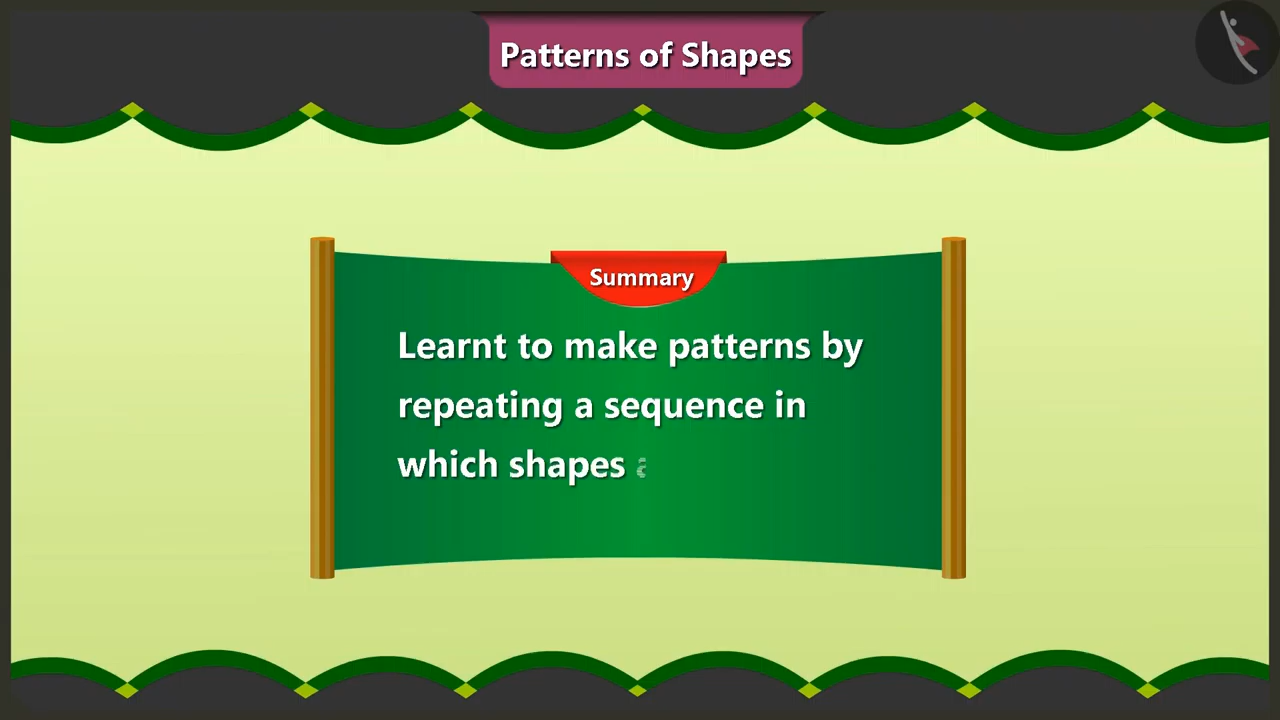 Patterns of Shapes
Summary
Learnt to make patterns by
repeating a sequence in
which shapes